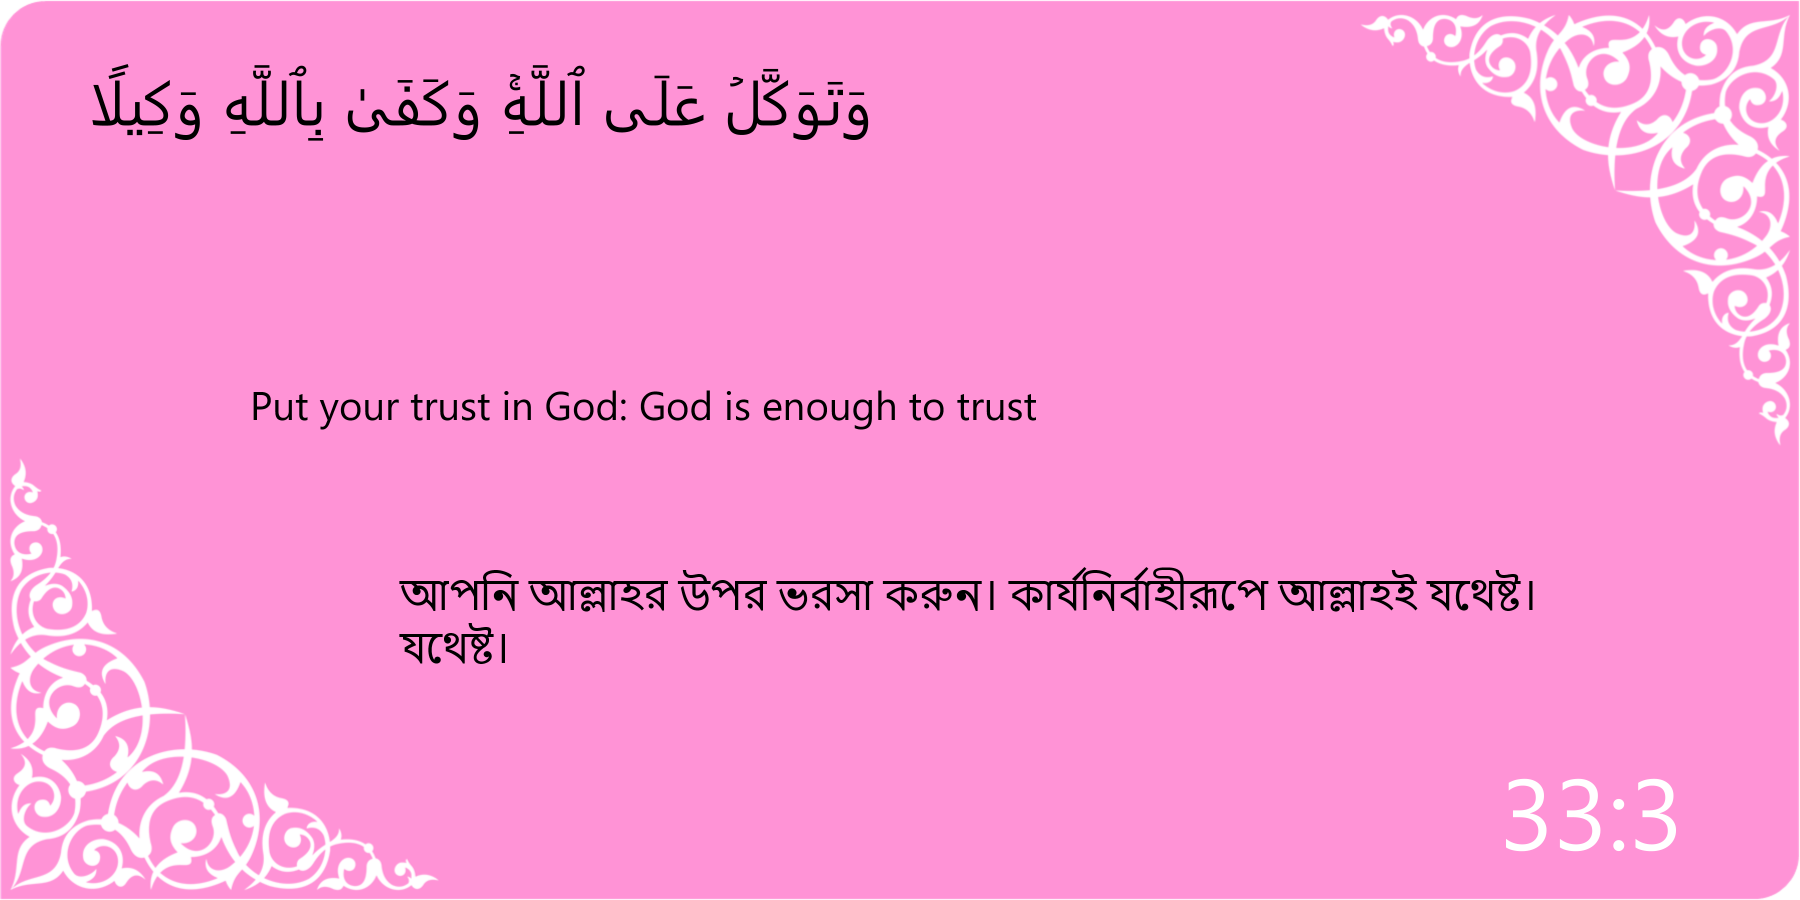 وَتَوَكَّلۡ عَلَى ٱللَّهِۚ وَكَفَىٰ بِٱللَّهِ وَكِيلًا
Put your trust in God: God is enough to trust
আপনি আল্লাহর উপর ভরসা করুন। কার্যনির্বাহীরূপে আল্লাহই যথেষ্ট।
যথেষ্ট।
33:3